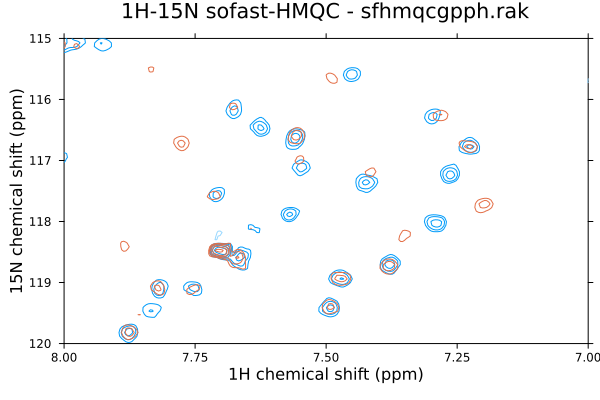 1H-15N sofast-HMQC - sfhmqcgpph.rak
115
116
117
118
119
120
15N chemical shift (ppm)
8.00 7.75 7.50 7.25 7.00
1H chemical shift (ppm)